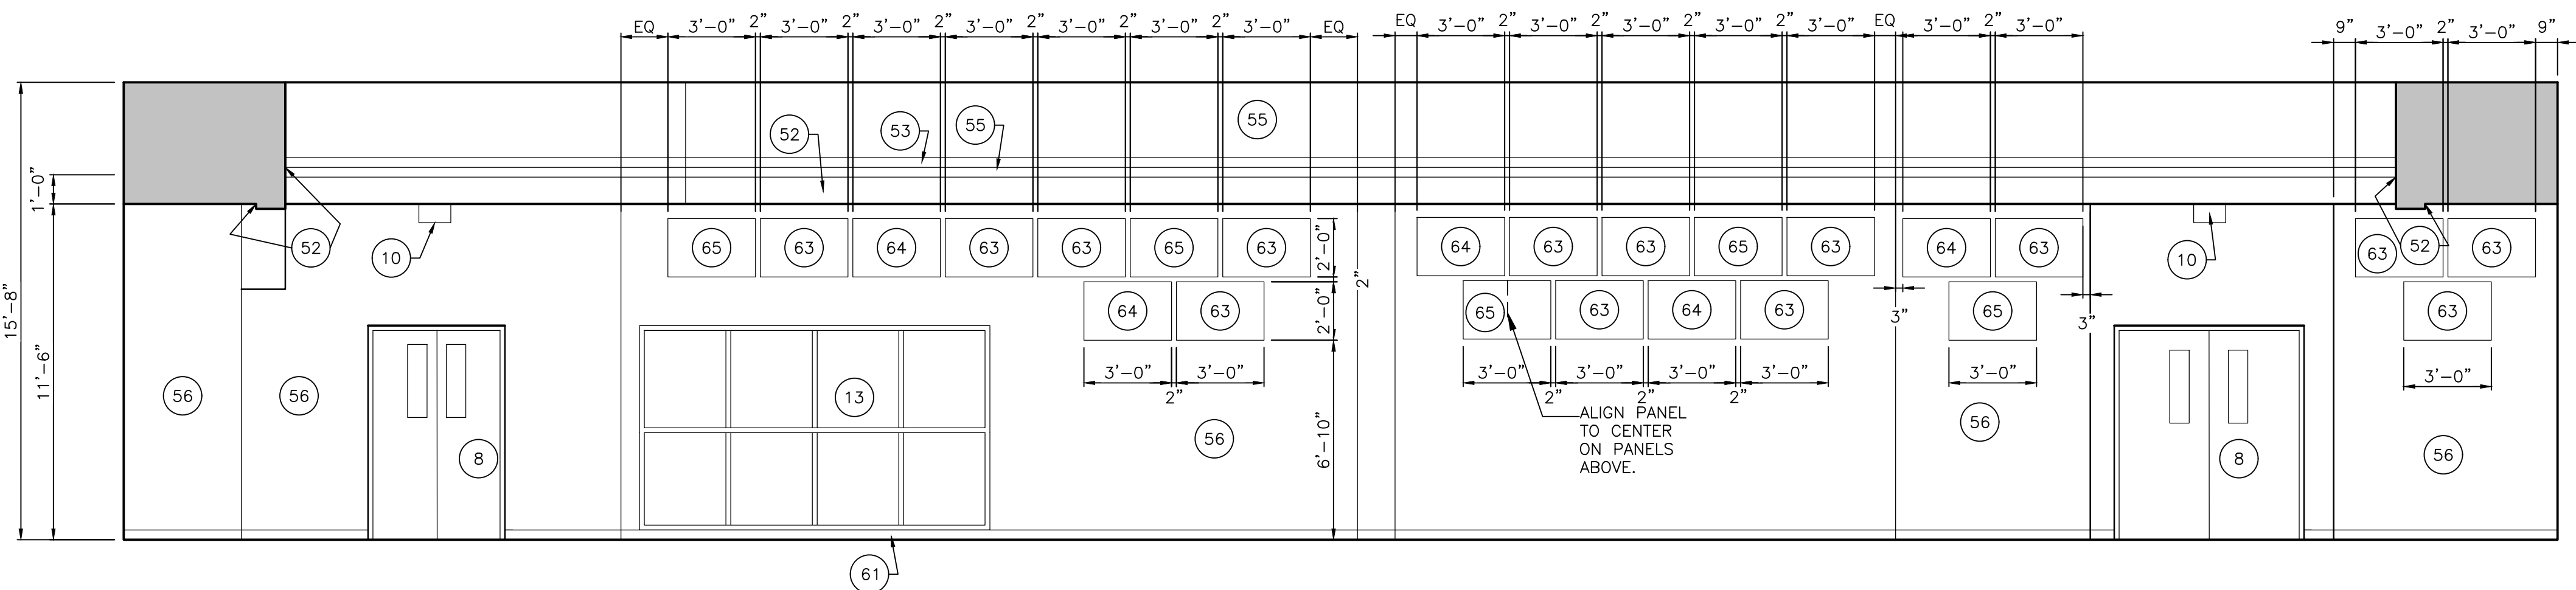 EQ 3'-0" 2" 3'-0" 2" 3'-0" 2" 3'-0" 2" 3'-0" 2" 3'-0" 2" 3'-0" EQ EQ 3'-0" 2" 3'-0" 2" 3'-0" 2" 3'-0" 2" 3'-0" EQ 3'-0" 2" 3'-0" 9" 3'-0" 2" 3'-0" 9"
52 53 55 55
1'-0"
15'-8"
11'-6"
52 10 65 63 64 63 63 65 63 2'-0" 2" 64 63 63 65 63 64 63 10 63 52 63
64 63 2'-0" 65 63 64 63 3" 65 3" 63
3'-0" 3'-0" 3'-0" 3'-0" 3'-0" 3'-0" 3'-0" 3'-0"
2" 2" 2" 2"
56 56 13 56 6'-10" 56 56
ALIGN PANEL
TO CENTER
ON PANELS
ABOVE.
8 8
61